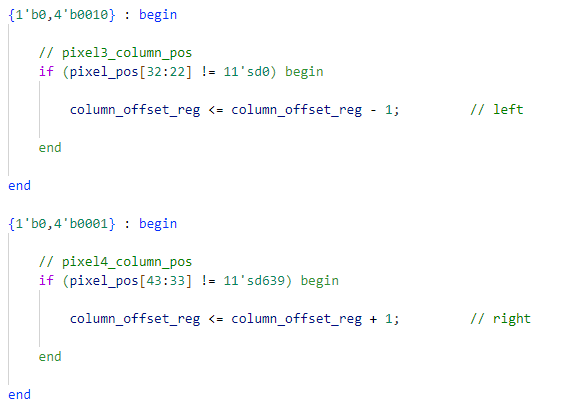 {1'b0,4'b0010} : begin
// pixel3_column_pos
if (pixel_pos[32:22] != 11'sd0) begin
column_offset_reg <= column_offset_reg - 1; // left
end
end
{1'b0,4'b0001} : begin
// pixel4_column_pos
if (pixel_pos[43:33] != 11'sd639) begin
column_offset_reg <= column_offset_reg + 1; // right
end
end